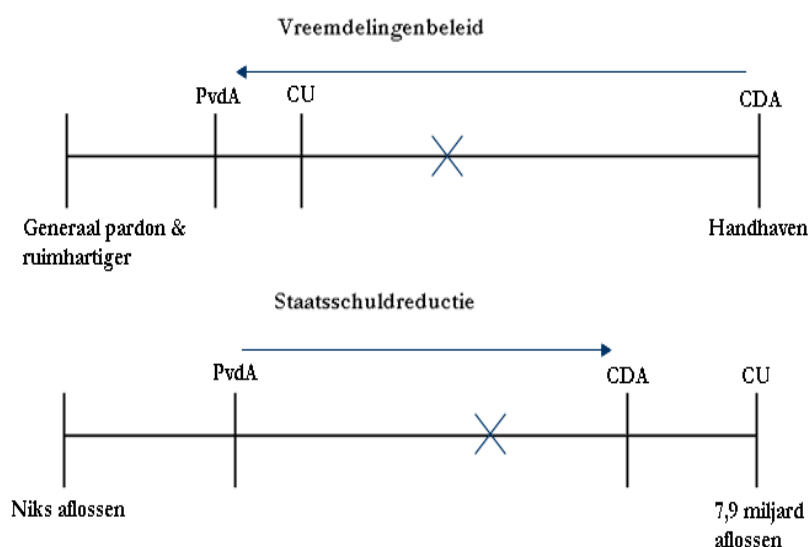 Vreemdelingenbeleid
PvdA CU CDA
Generaal pardon & Handhaven
ruimhartiger
Staatsschuldreductie
PvdA CDA CU
Niks aflossen 7,9 miljard
aflossen